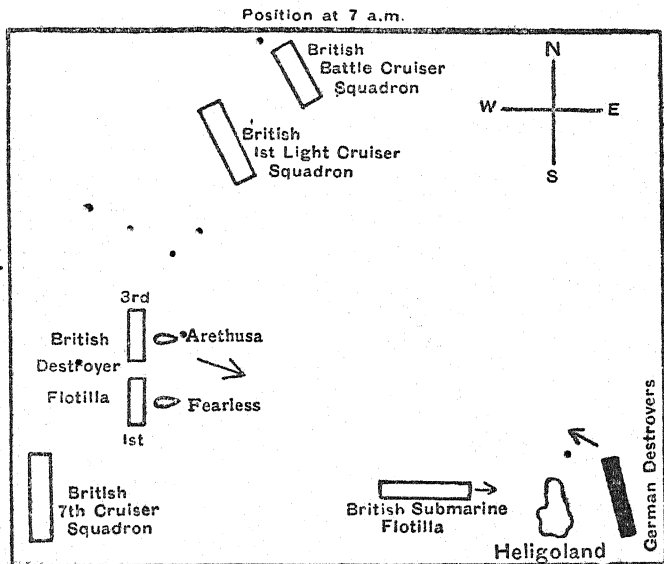 Position at 7 a.m.
British
Battle Cruiser
Squadron
N
W
E
S
British
1st Light Cruiser
Squadron
3rd
British
Destroyer
Flotilla
1st
Arethusa
Fearless
British
7th Cruiser
Squadron
British Submarine
Flotilla
Heligoland
German Destroyers